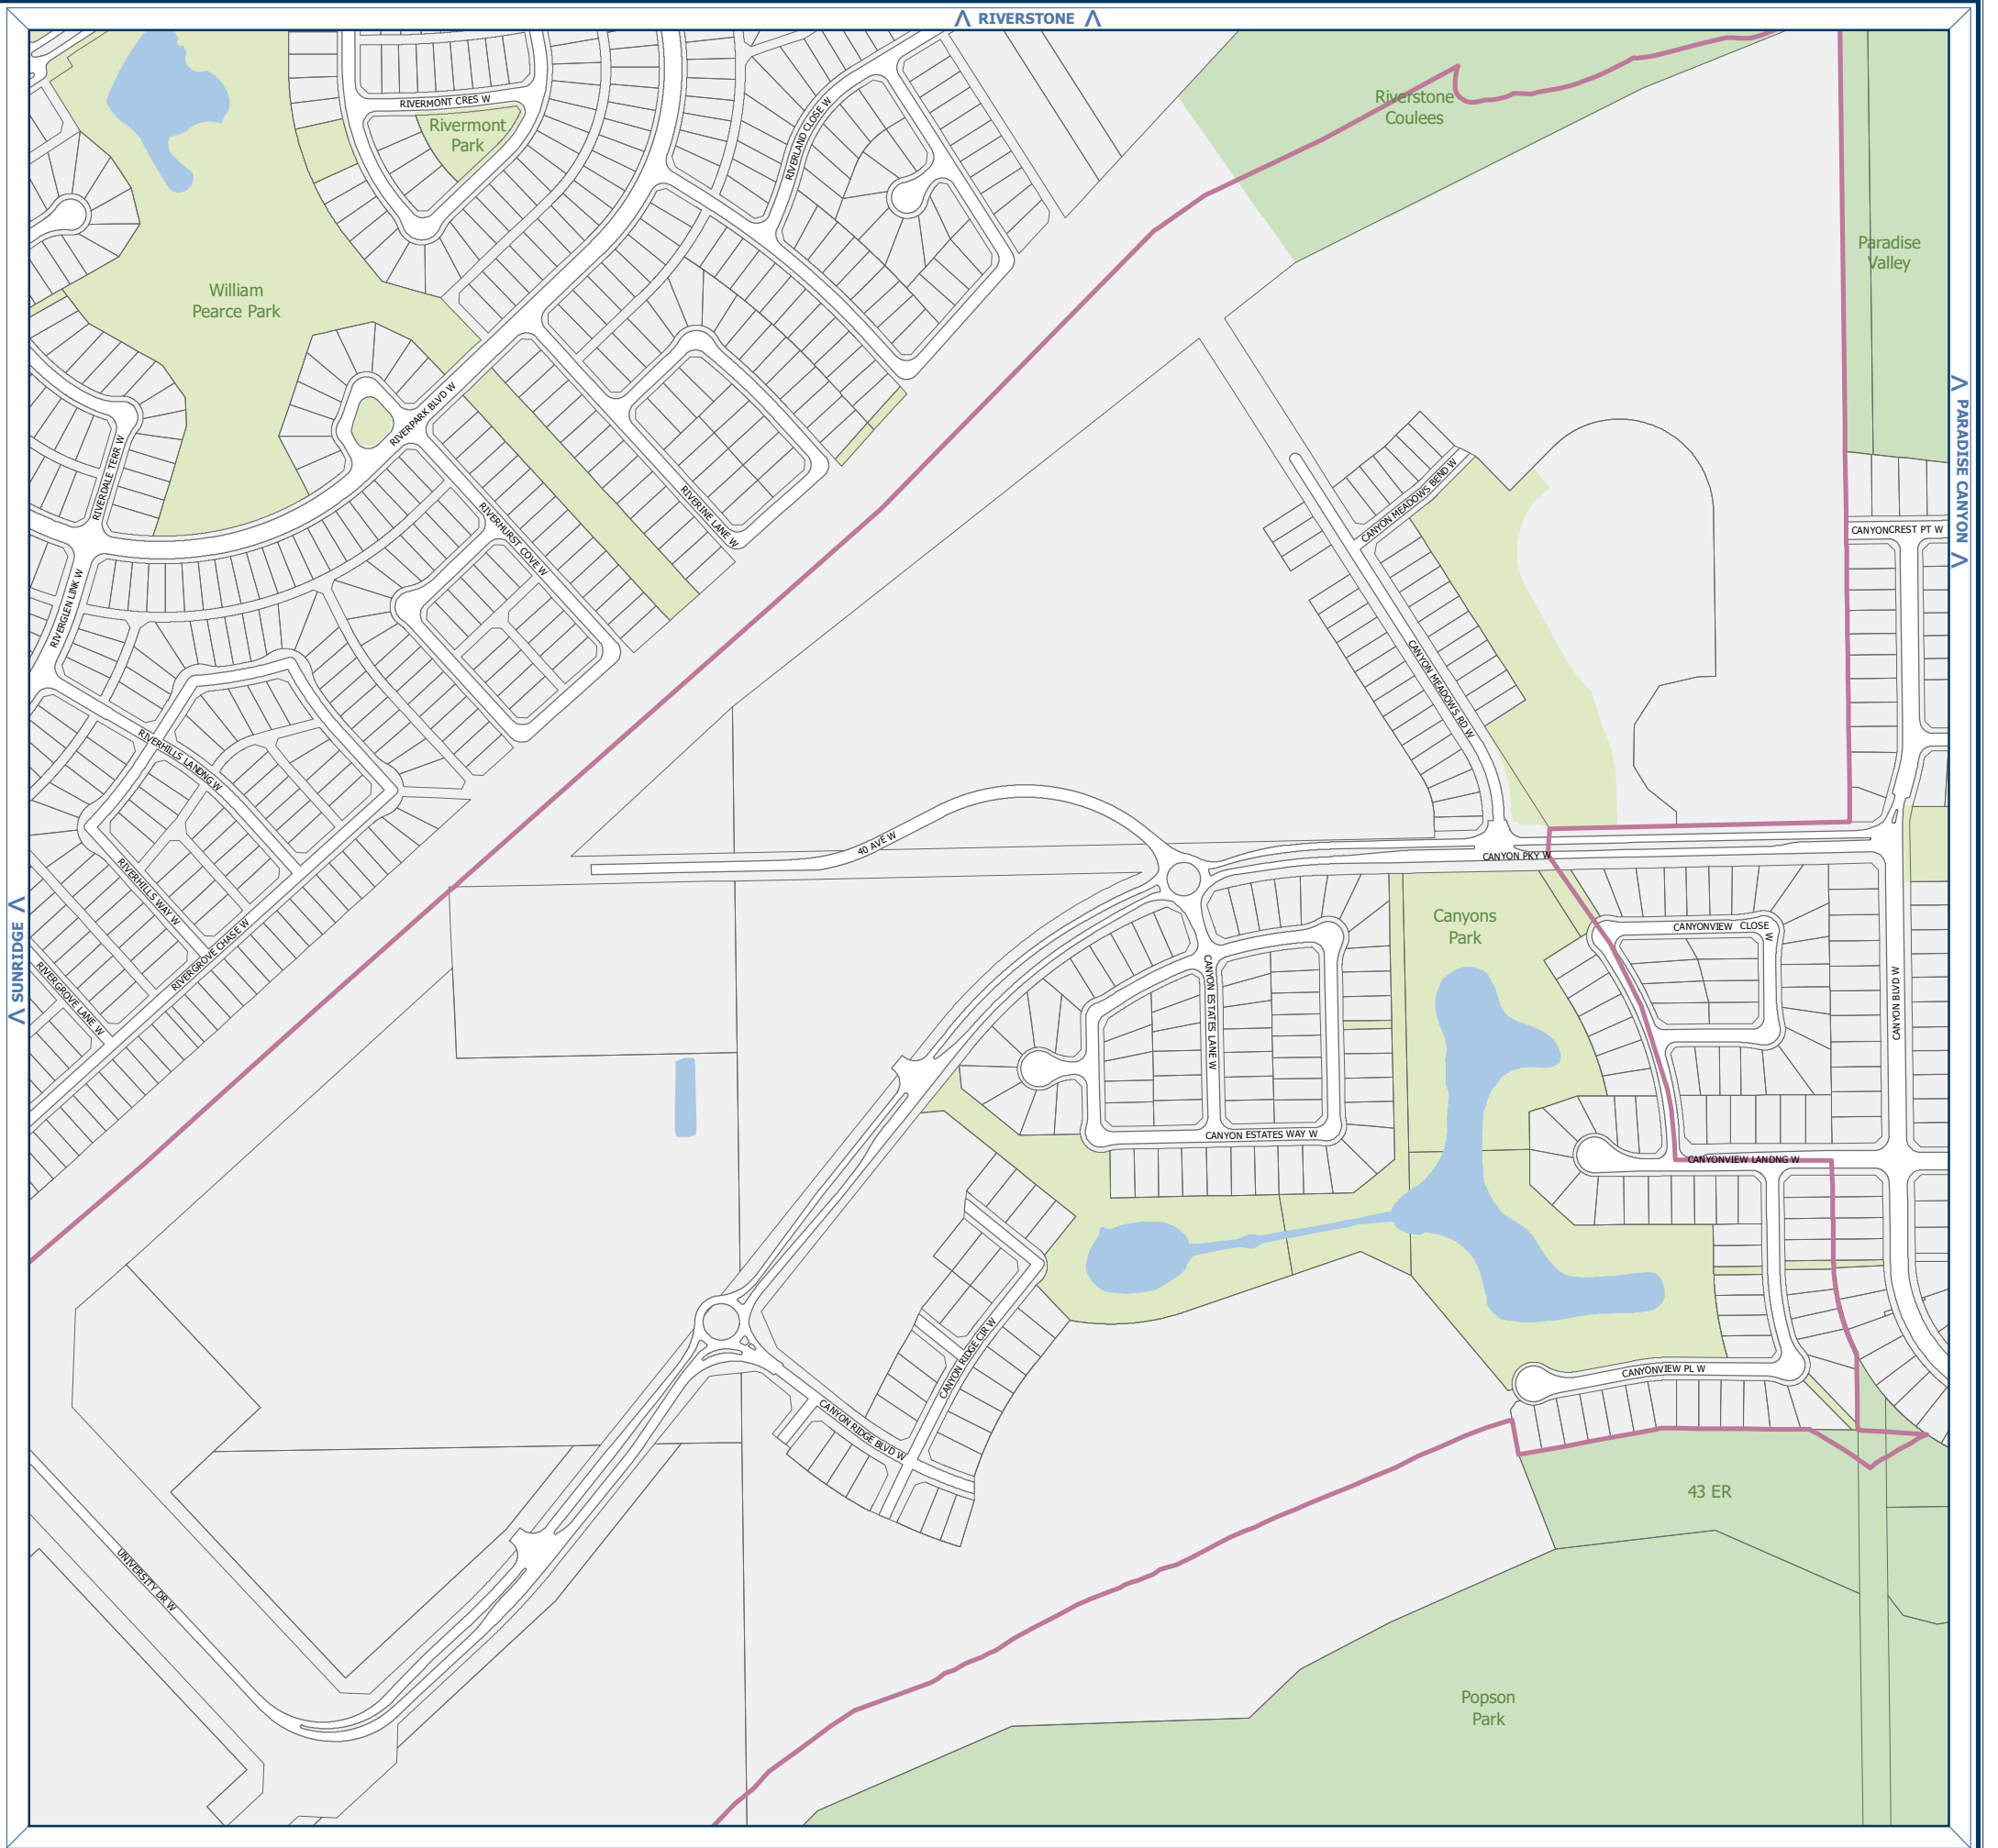 ⋀ RIVERSTONE ⋀
RIVERMONT CRES W
Rivermont
Park
RIVERLAND CLOSE W
Riverstone
Coulees
Paradise
Valley
William
Pearce Park
RIVERPARK BLVD W
RIVERDALE TERR W
RIVERHURST COVE W
RIVERINE LANE W
CANYON MEADOWS BEND W
CANYONCREST PT W
⋀ PARADISE CANYON ⋀
RIVERGLEN LINK W
CANYON MEADOWS RD W
RIVERHILLS LANDNG W
40 AVE W
CANYON PKY W
RIVERHILLS WAY W
RIVERGROVE CHASE W
RIVERGROVE LANE W
⋀ SUNRIDGE ⋀
Canyons
Park
CANYONVIEW CLOSE W
CANYON ESTATES LANE W
CANYON BLVD W
CANYON ESTATES WAY W
CANYONVIEW LANDNG W
CANYON RIDGE CIR W
CANYONVIEW PL W
CANYON RIDGE BLVD W
43 ER
UNIVERSITY DR W
Popson
Park